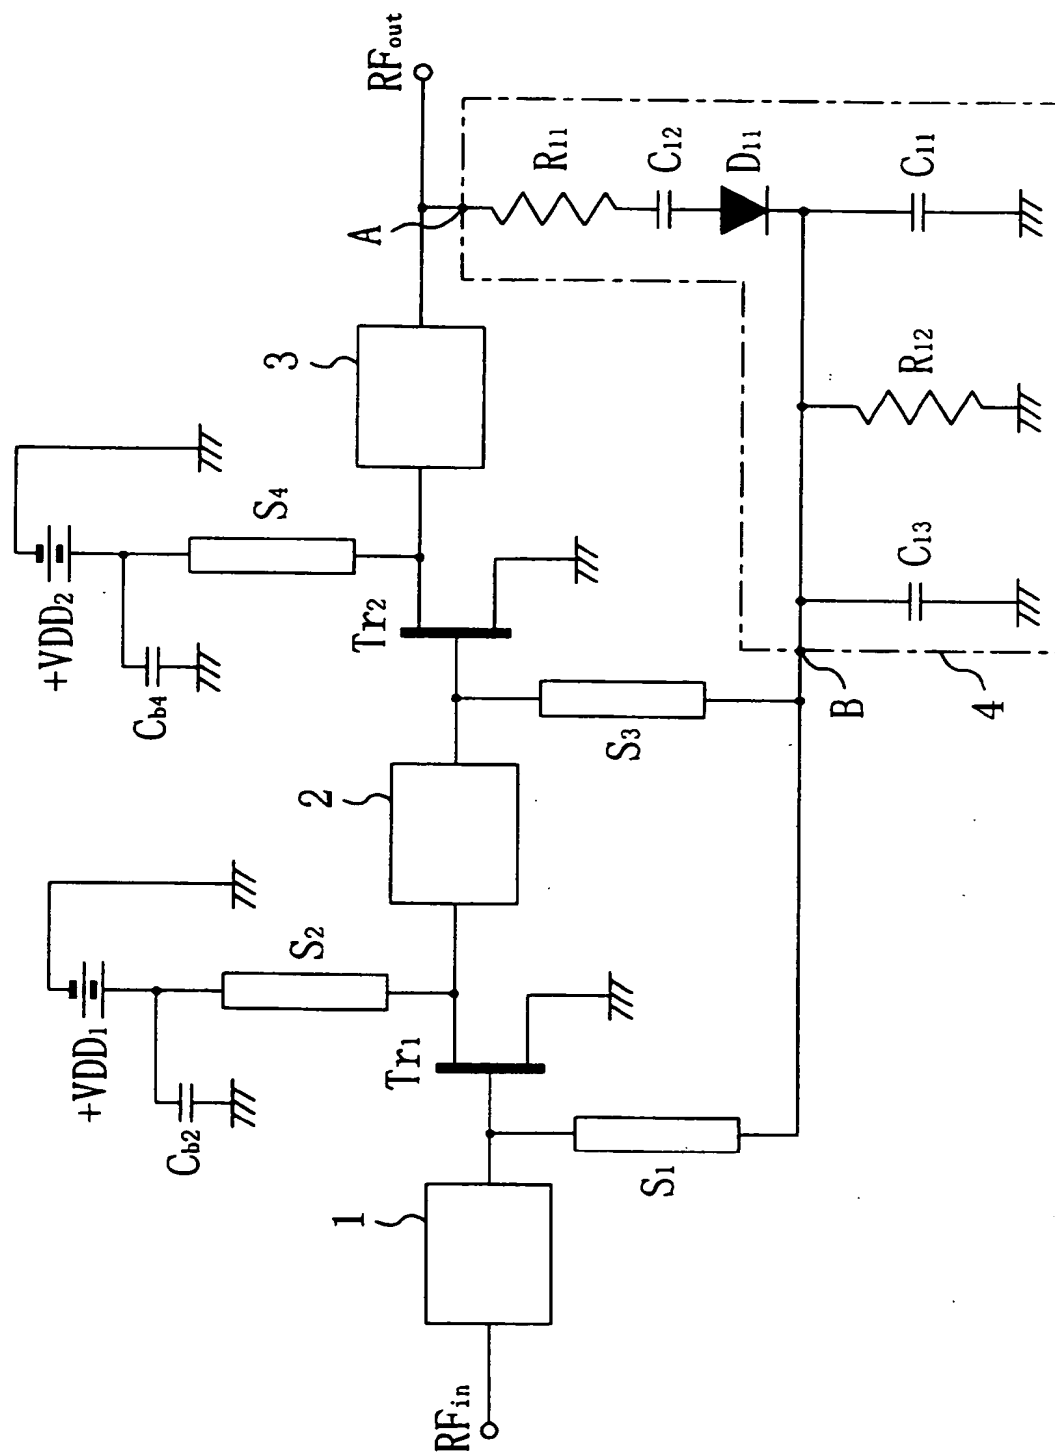 RFin
1
S1
Tr1
Cb2
+VDD1
S2
2
S3
Tr2
Cb4
+VDD2
S4
3
A
RFout
R11
C12
D11
C11
R12
C13
B
4